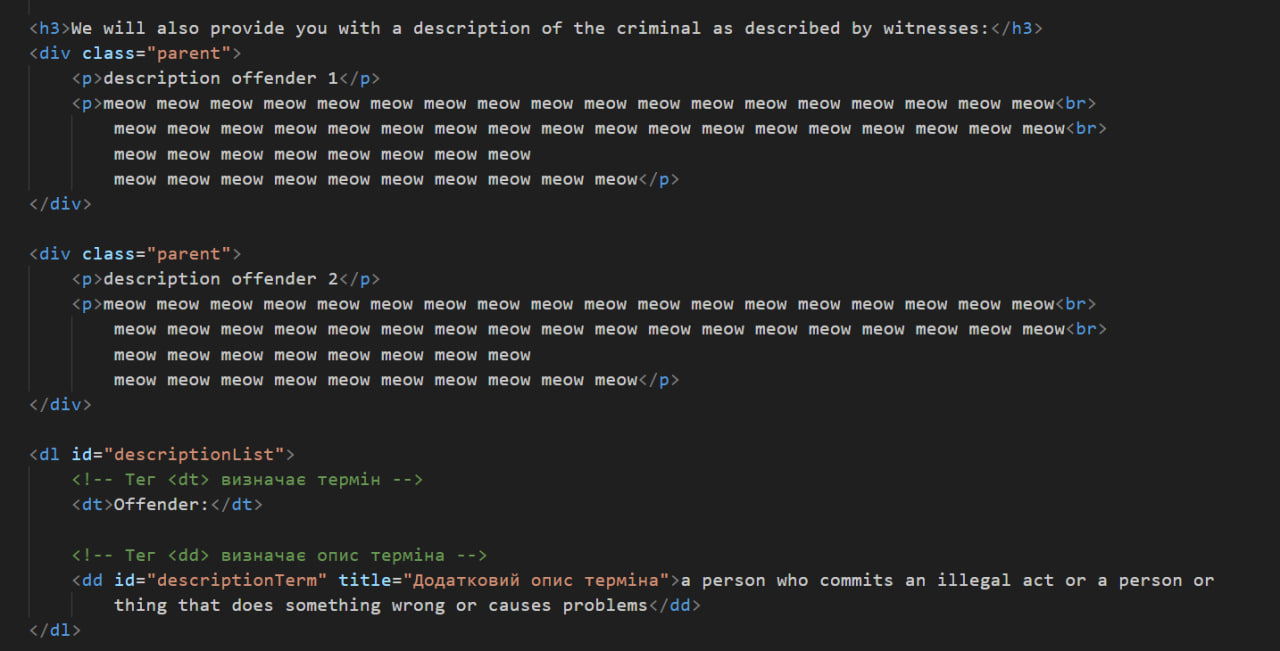 <h3>We will also provide you with a description of the criminal as described by witnesses:</h3>
<div class="parent">
<p>description offender 1</p>
<p>meow meow meow meow meow meow meow meow meow meow meow meow meow meow meow meow meow meow<br>
meow meow meow meow meow meow meow meow meow meow meow meow meow meow meow meow meow meow<br>
meow meow meow meow meow meow meow meow
meow meow meow meow meow meow meow meow meow meow</p>
</div>
<div class="parent">
<p>description offender 2</p>
<p>meow meow meow meow meow meow meow meow meow meow meow meow meow meow meow meow meow meow<br>
meow meow meow meow meow meow meow meow meow meow meow meow meow meow meow meow meow meow<br>
meow meow meow meow meow meow meow meow
meow meow meow meow meow meow meow meow meow meow</p>
</div>
<dl id="descriptionList">
<!-- Тег <dt> визначає термін -->
<dt>Offender:</dt>
<!-- Тег <dd> визначає опис терміна -->
<dd id="descriptionTerm" title="Додатковий опис терміна">a person who commits an illegal act or a person or
thing that does something wrong or causes problems</dd>
</dl>